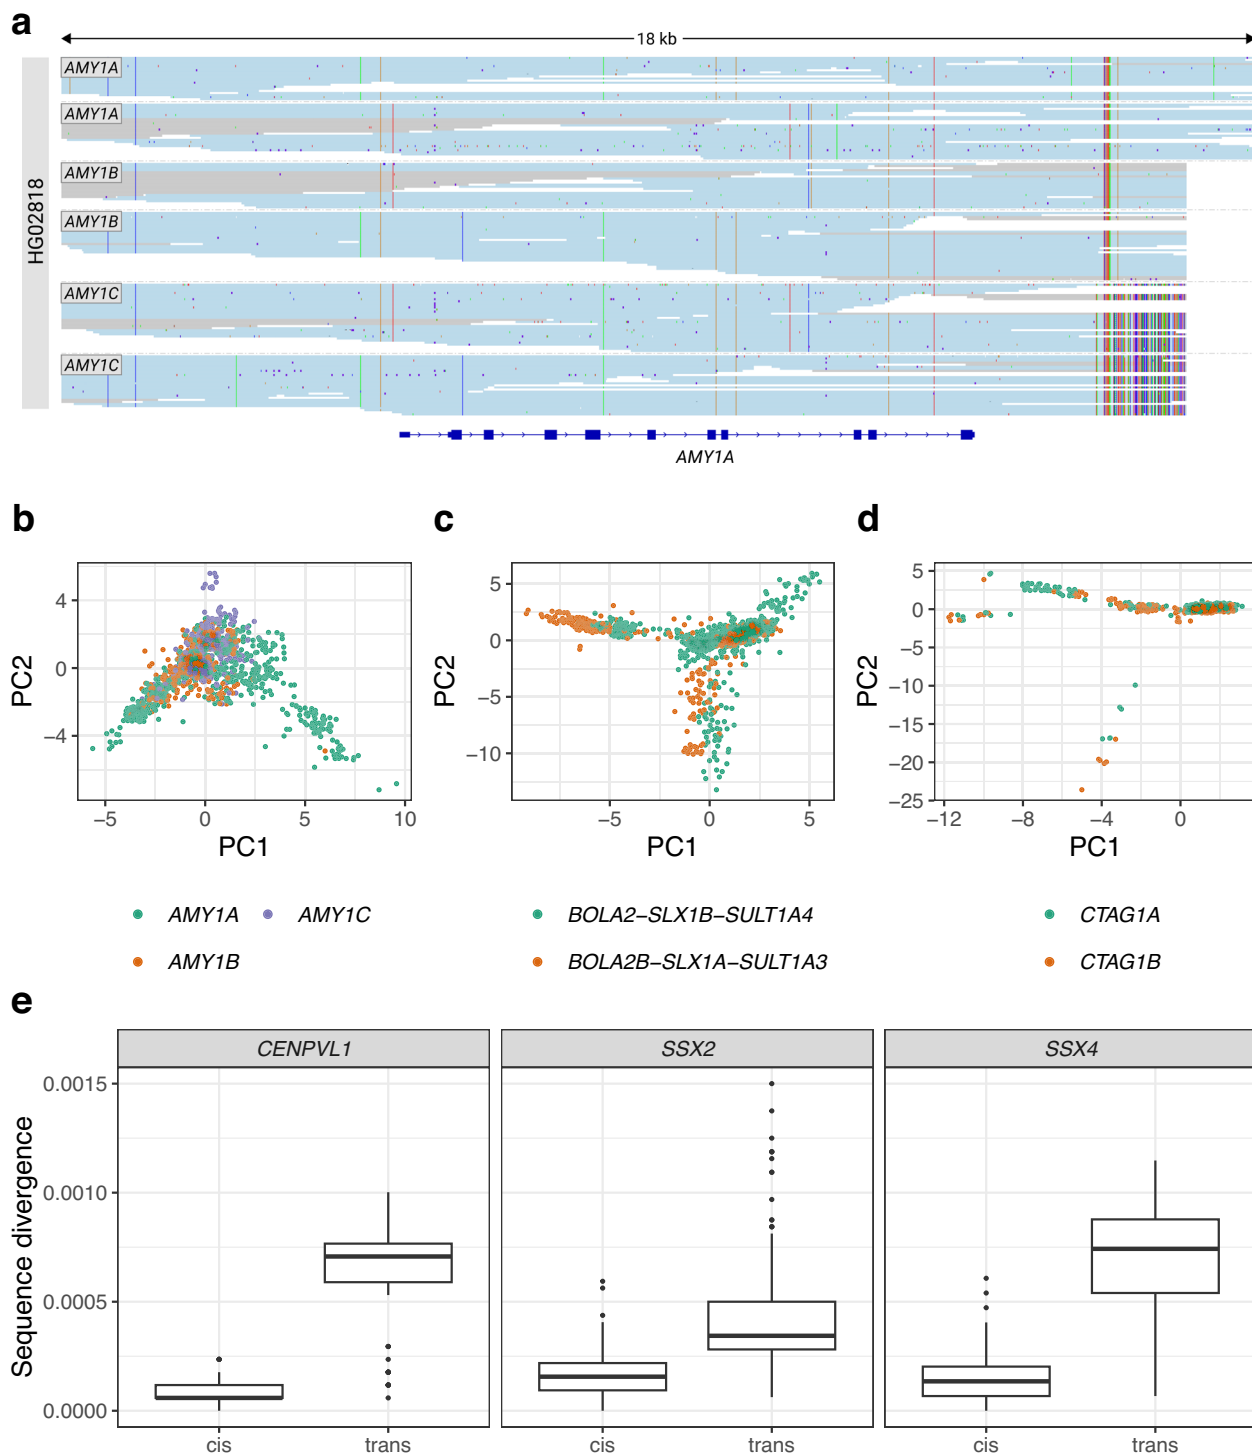 a
18 kb
HG02818
AMY1A
AMY1A
AMY1B
AMY1B
AMY1C
AMY1C
AMY1A
b
c
d
PC2
4
0
−4
−5
0
5
10
PC1
PC2
5
0
−5
−10
−5
0
5
PC1
PC2
5
0
−5
−10
−15
−20
−25
−12
−8
−4
0
PC1
AMY1A
AMY1C
AMY1B
BOLA2−SLX1B−SULT1A4
BOLA2B−SLX1A−SULT1A3
CTAG1A
CTAG1B
e
CENPVL1
SSX2
SSX4
Sequence divergence
0.0015
0.0010
0.0005
0.0000
cis
trans
cis
trans
cis
trans